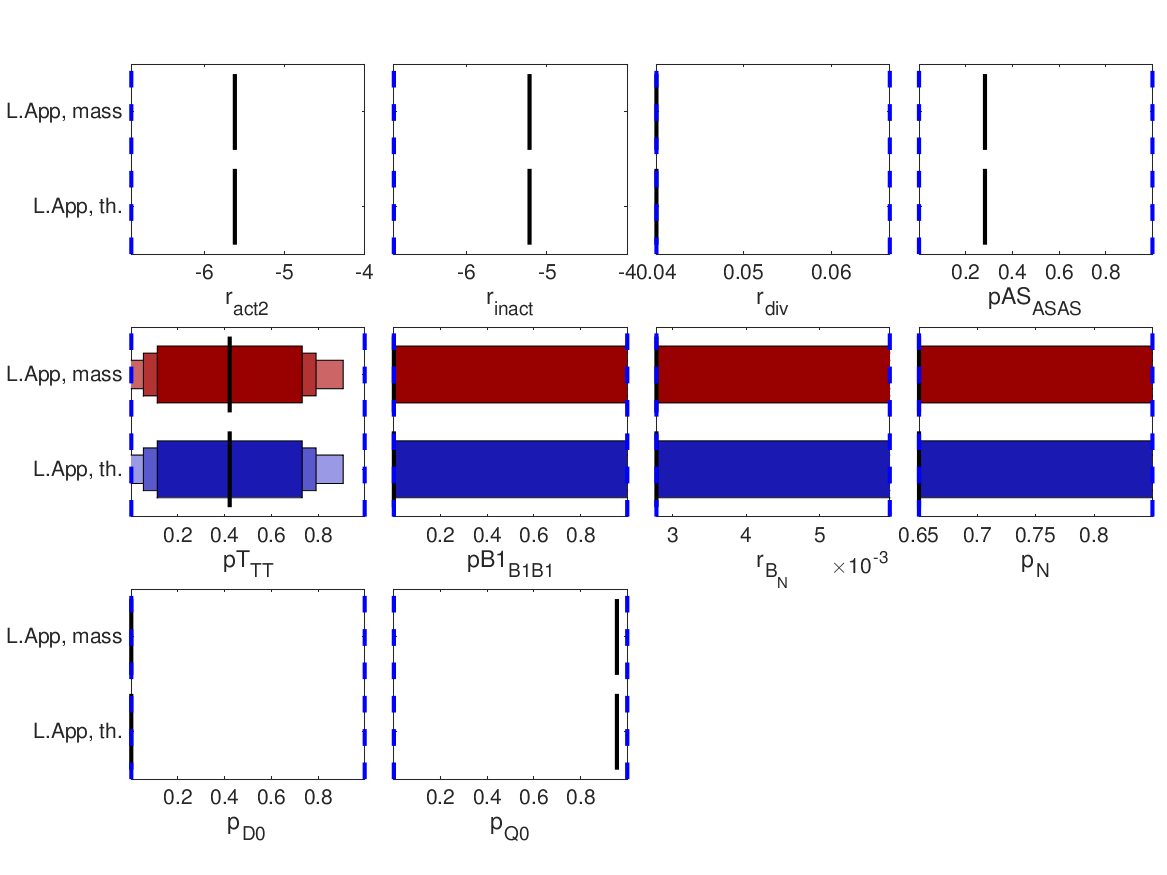 L.App, mass
L.App, th.
-6 -5 -4
r_act2
-6 -5 -4
r_inact
0.04 0.05 0.06
r_div
0.2 0.4 0.6 0.8
pAS_ASAS
L.App, mass
L.App, th.
0.2 0.4 0.6 0.8
pT_TT
0.2 0.4 0.6 0.8
pB1_B1B1
3 4 5
×10^-3
r_B_N
0.65 0.7 0.75 0.8
p_N
L.App, mass
L.App, th.
0.2 0.4 0.6 0.8
p_D0
0.2 0.4 0.6 0.8
p_Q0